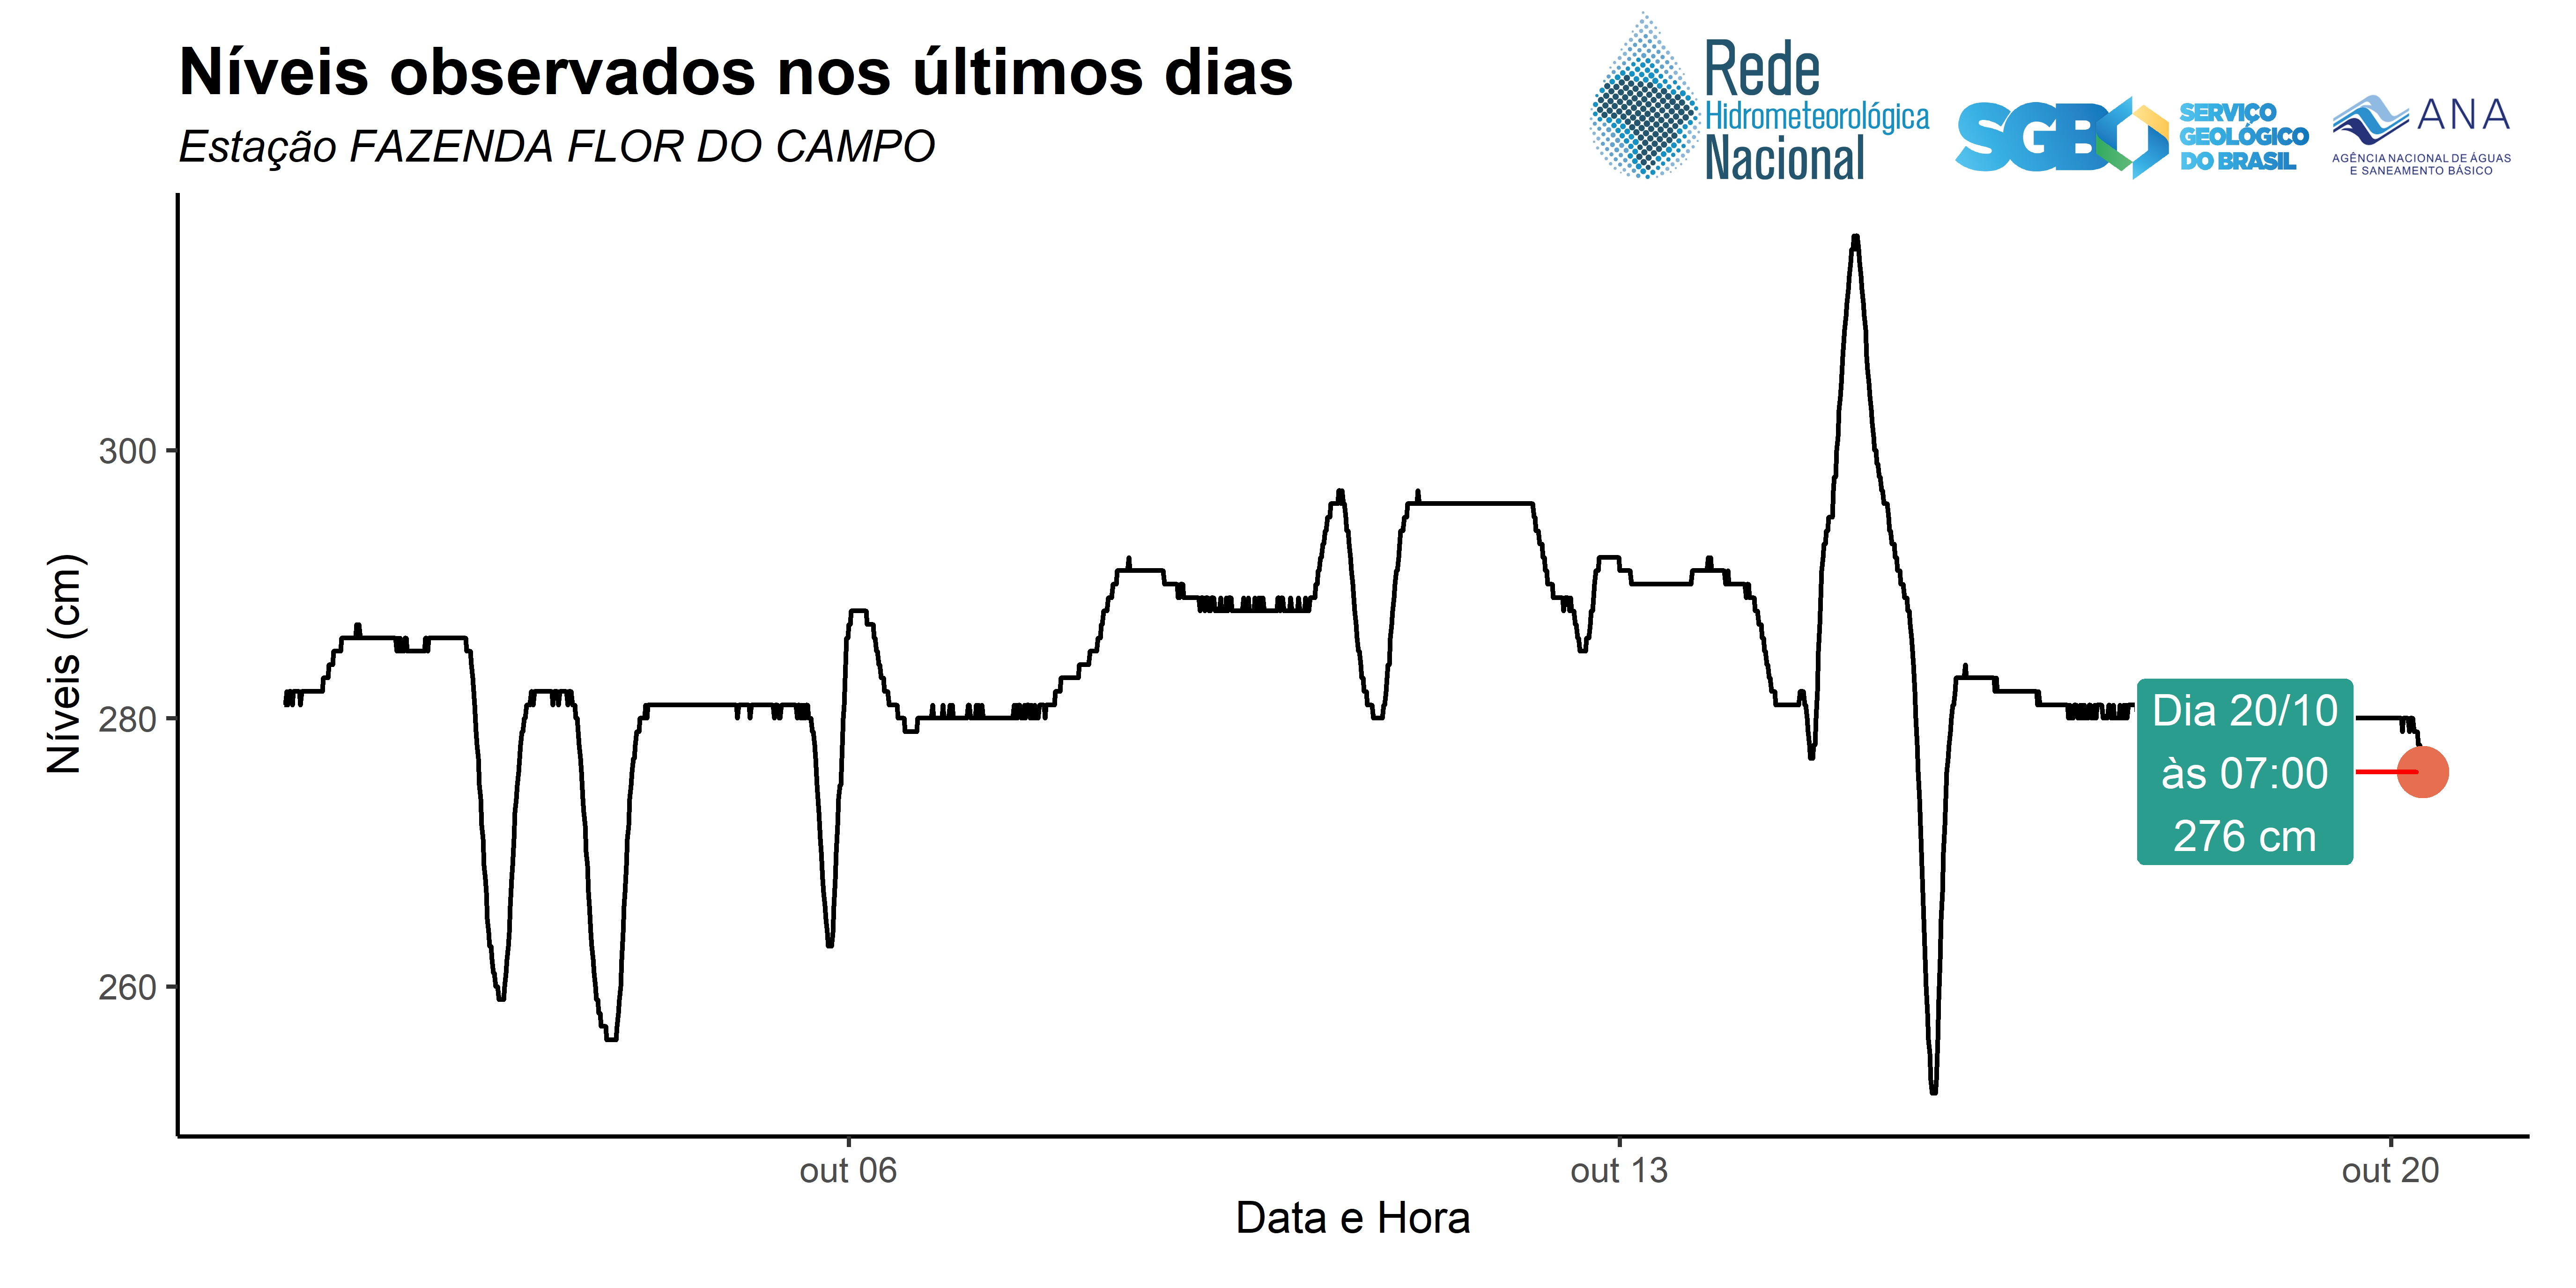 Níveis observados nos últimos dias
Estação FAZENDA FLOR DO CAMPO
Rede
Hidrometeorológica
Nacional
SGB
SERVIÇO
GEOLÓGICO
DO BRASIL
ANA
AGÊNCIA NACIONAL DE ÁGUAS
E SANEAMENTO BÁSICO
Níveis (cm)
300
280
260
Dia 20/10
às 07:00
276 cm
out 06
out 13
out 20
Data e Hora